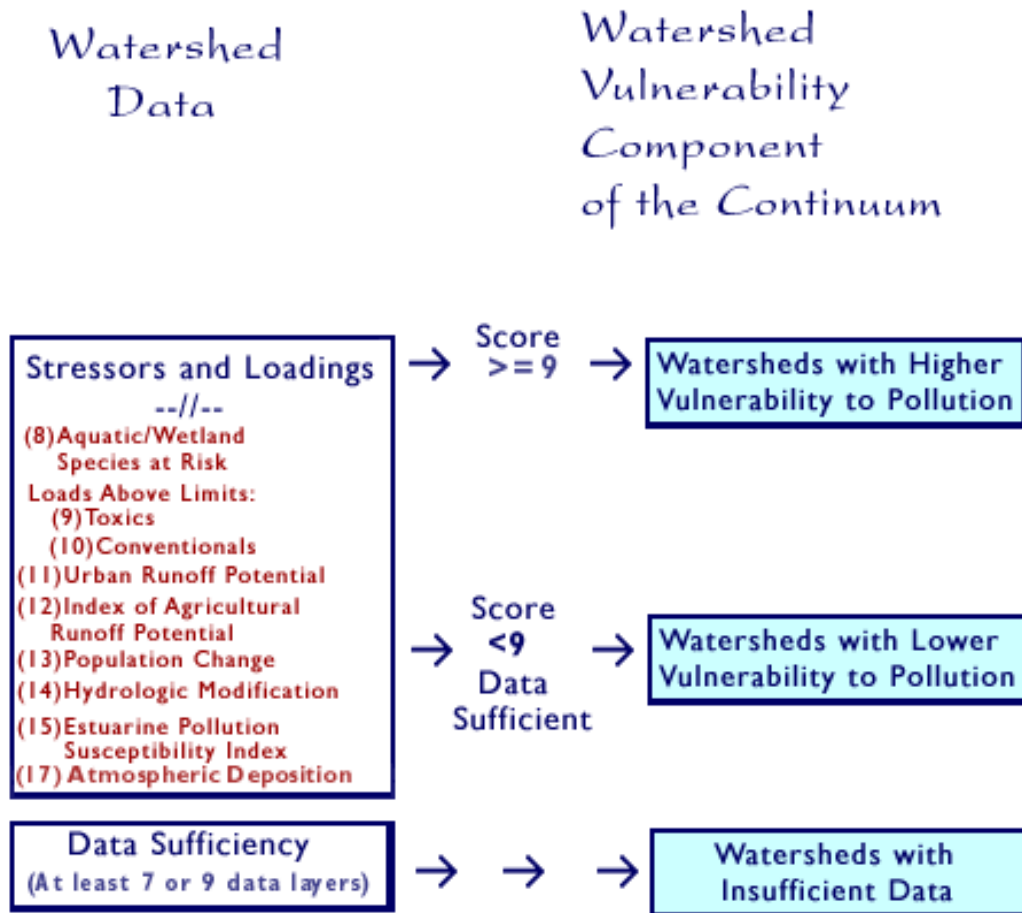 Watershed
Data
Watershed
Vulnerability
Component
of the Continuum
Stressors and Loadings
--//--
(8)Aquatic/Wetland
Species at Risk
Loads Above Limits:
(9)Toxics
(10)Conventionals
(11)Urban Runoff Potential
(12)Index of Agricultural
Runoff Potential
(13)Population Change
(14)Hydrologic Modification
(15)Estuarine Pollution
Susceptibility Index
(17) Atmospheric Deposition
Score
>=9
Watersheds with Higher
Vulnerability to Pollution
Score
<9
Data
Sufficient
Watersheds with Lower
Vulnerability to Pollution
Data Sufficiency
(At least 7 or 9 data layers)
Watersheds with
Insufficient Data